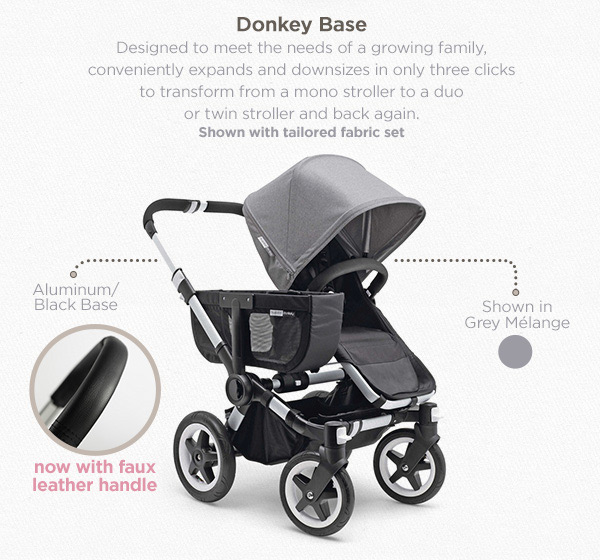 Donkey Base
Designed to meet the needs of a growing family,
conveniently expands and downsizes in only three clicks
to transform from a mono stroller to a duo
or twin stroller and back again.
Shown with tailored fabric set
Aluminum/
Black Base
Shown in
Grey Mélange
now with faux
leather handle